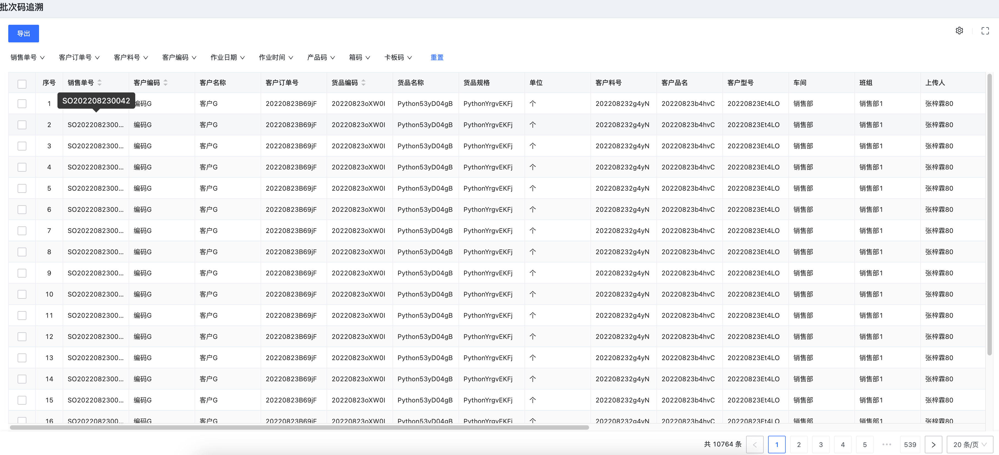 批次码追溯
导出
销售单号 客户订单号 客户料号 客户编码 作业日期 作业时间 产品码 箱码 卡板码 重置
序号 销售单号 客户编码 客户名称 客户订单号 货品编码 货品名称 货品规格 单位 客户料号 客户品名 客户型号 车间 班组 上传人
SO202208230042
1 编码G 客户G 20220823B69jF 20220823oXW0I Python53yD04gB PythonYrgvEKFj 个 202208232g4yN 20220823b4hvC 20220823Et4LO 销售部 销售部1 张梓霖80
2 SO2022082300... 编码G 客户G 20220823B69jF 20220823oXW0I Python53yD04gB PythonYrgvEKFj 个 202208232g4yN 20220823b4hvC 20220823Et4LO 销售部 销售部1 张梓霖80
3 SO2022082300... 编码G 客户G 20220823B69jF 20220823oXW0I Python53yD04gB PythonYrgvEKFj 个 202208232g4yN 20220823b4hvC 20220823Et4LO 销售部 销售部1 张梓霖80
4 SO2022082300... 编码G 客户G 20220823B69jF 20220823oXW0I Python53yD04gB PythonYrgvEKFj 个 202208232g4yN 20220823b4hvC 20220823Et4LO 销售部 销售部1 张梓霖80
5 SO2022082300... 编码G 客户G 20220823B69jF 20220823oXW0I Python53yD04gB PythonYrgvEKFj 个 202208232g4yN 20220823b4hvC 20220823Et4LO 销售部 销售部1 张梓霖80
6 SO2022082300... 编码G 客户G 20220823B69jF 20220823oXW0I Python53yD04gB PythonYrgvEKFj 个 202208232g4yN 20220823b4hvC 20220823Et4LO 销售部 销售部1 张梓霖80
7 SO2022082300... 编码G 客户G 20220823B69jF 20220823oXW0I Python53yD04gB PythonYrgvEKFj 个 202208232g4yN 20220823b4hvC 20220823Et4LO 销售部 销售部1 张梓霖80
8 SO2022082300... 编码G 客户G 20220823B69jF 20220823oXW0I Python53yD04gB PythonYrgvEKFj 个 202208232g4yN 20220823b4hvC 20220823Et4LO 销售部 销售部1 张梓霖80
9 SO2022082300... 编码G 客户G 20220823B69jF 20220823oXW0I Python53yD04gB PythonYrgvEKFj 个 202208232g4yN 20220823b4hvC 20220823Et4LO 销售部 销售部1 张梓霖80
10 SO2022082300... 编码G 客户G 20220823B69jF 20220823oXW0I Python53yD04gB PythonYrgvEKFj 个 202208232g4yN 20220823b4hvC 20220823Et4LO 销售部 销售部1 张梓霖80
11 SO2022082300... 编码G 客户G 20220823B69jF 20220823oXW0I Python53yD04gB PythonYrgvEKFj 个 202208232g4yN 20220823b4hvC 20220823Et4LO 销售部 销售部1 张梓霖80
12 SO2022082300... 编码G 客户G 20220823B69jF 20220823oXW0I Python53yD04gB PythonYrgvEKFj 个 202208232g4yN 20220823b4hvC 20220823Et4LO 销售部 销售部1 张梓霖80
13 SO2022082300... 编码G 客户G 20220823B69jF 20220823oXW0I Python53yD04gB PythonYrgvEKFj 个 202208232g4yN 20220823b4hvC 20220823Et4LO 销售部 销售部1 张梓霖80
14 SO2022082300... 编码G 客户G 20220823B69jF 20220823oXW0I Python53yD04gB PythonYrgvEKFj 个 202208232g4yN 20220823b4hvC 20220823Et4LO 销售部 销售部1 张梓霖80
15 SO2022082300... 编码G 客户G 20220823B69jF 20220823oXW0I Python53yD04gB PythonYrgvEKFj 个 202208232g4yN 20220823b4hvC 20220823Et4LO 销售部 销售部1 张梓霖80
16 SO2022082300... 编码G 客户G 20220823B69jF 20220823oXW0I Python53yD04gB PythonYrgvEKFj 个 202208232g4yN 20220823b4hvC 20220823Et4LO 销售部 销售部1 张梓霖80
共 10764 条 < 1 2 3 4 5 ••• 539 > 20 条/页